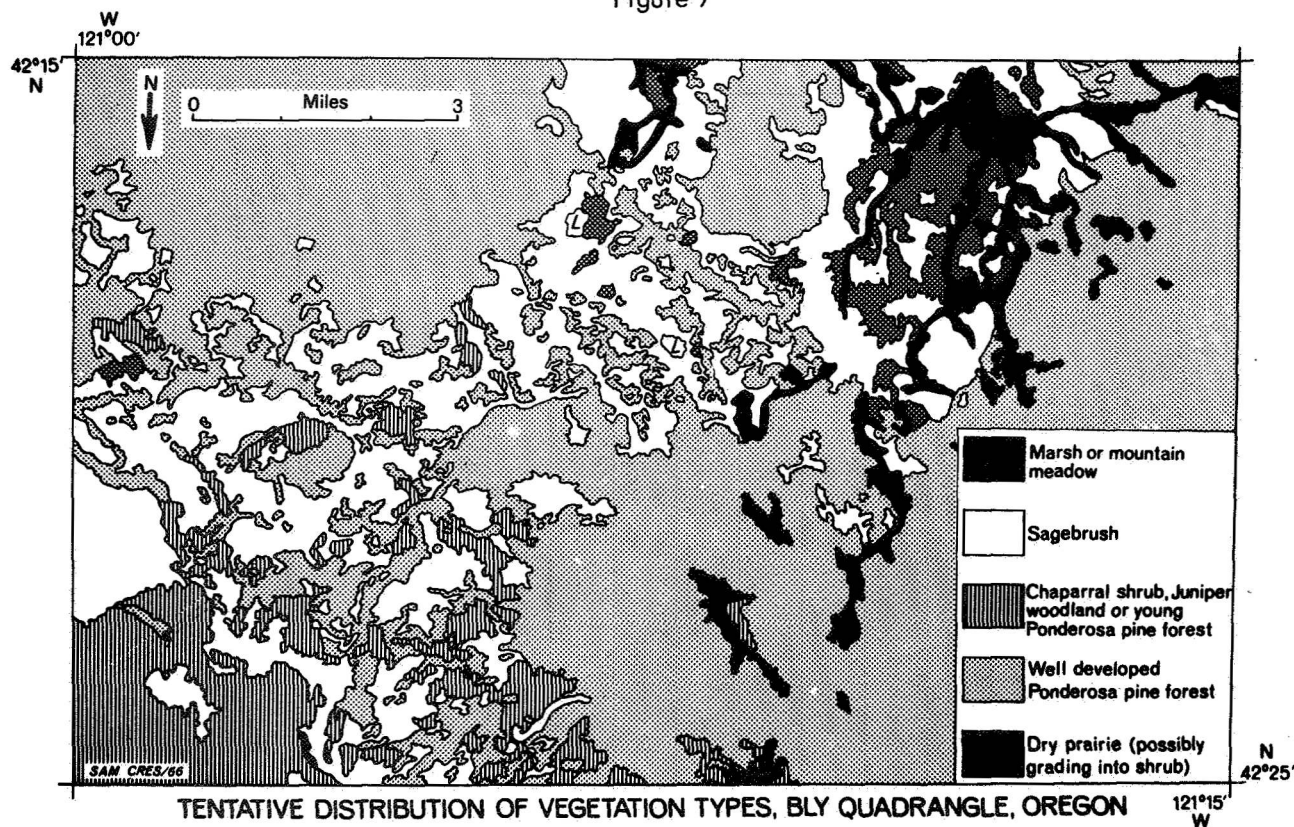 Figure 7
W
121°00'
42°15'
N
N
0 Miles 3
L
L
Marsh or mountain
meadow
Sagebrush
Chaparral shrub, Juniper
woodland or young
Ponderosa pine forest
Well developed
Ponderosa pine forest
Dry prairie (possibly
grading into shrub)
SAM CRES/66
N
42°25'
121°15'
W
TENTATIVE DISTRIBUTION OF VEGETATION TYPES, BLY QUADRANGLE, OREGON